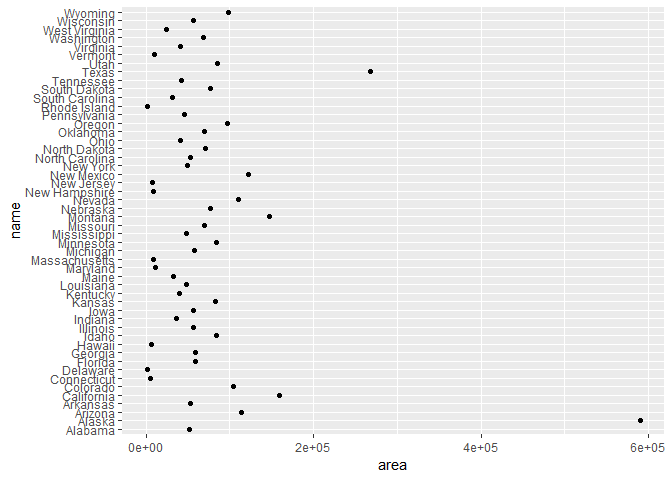 Wyoming
Wisconsin
West Virginia
Washington
Virginia
Vermont
Utah
Texas
Tennessee
South Dakota
South Carolina
Rhode Island
Pennsylvania
Oregon
Oklahoma
Ohio
North Dakota
North Carolina
New York
New Mexico
New Jersey
New Hampshire
Nevada
Nebraska
Montana
Missouri
Mississippi
Minnesota
Michigan
Massachusetts
Maryland
Maine
Louisiana
Kentucky
Kansas
Iowa
Indiana
Illinois
Idaho
Hawaii
Georgia
Florida
Delaware
Connecticut
Colorado
California
Arkansas
Arizona
Alaska
Alabama
name
0e+00 2e+05 4e+05 6e+05
area